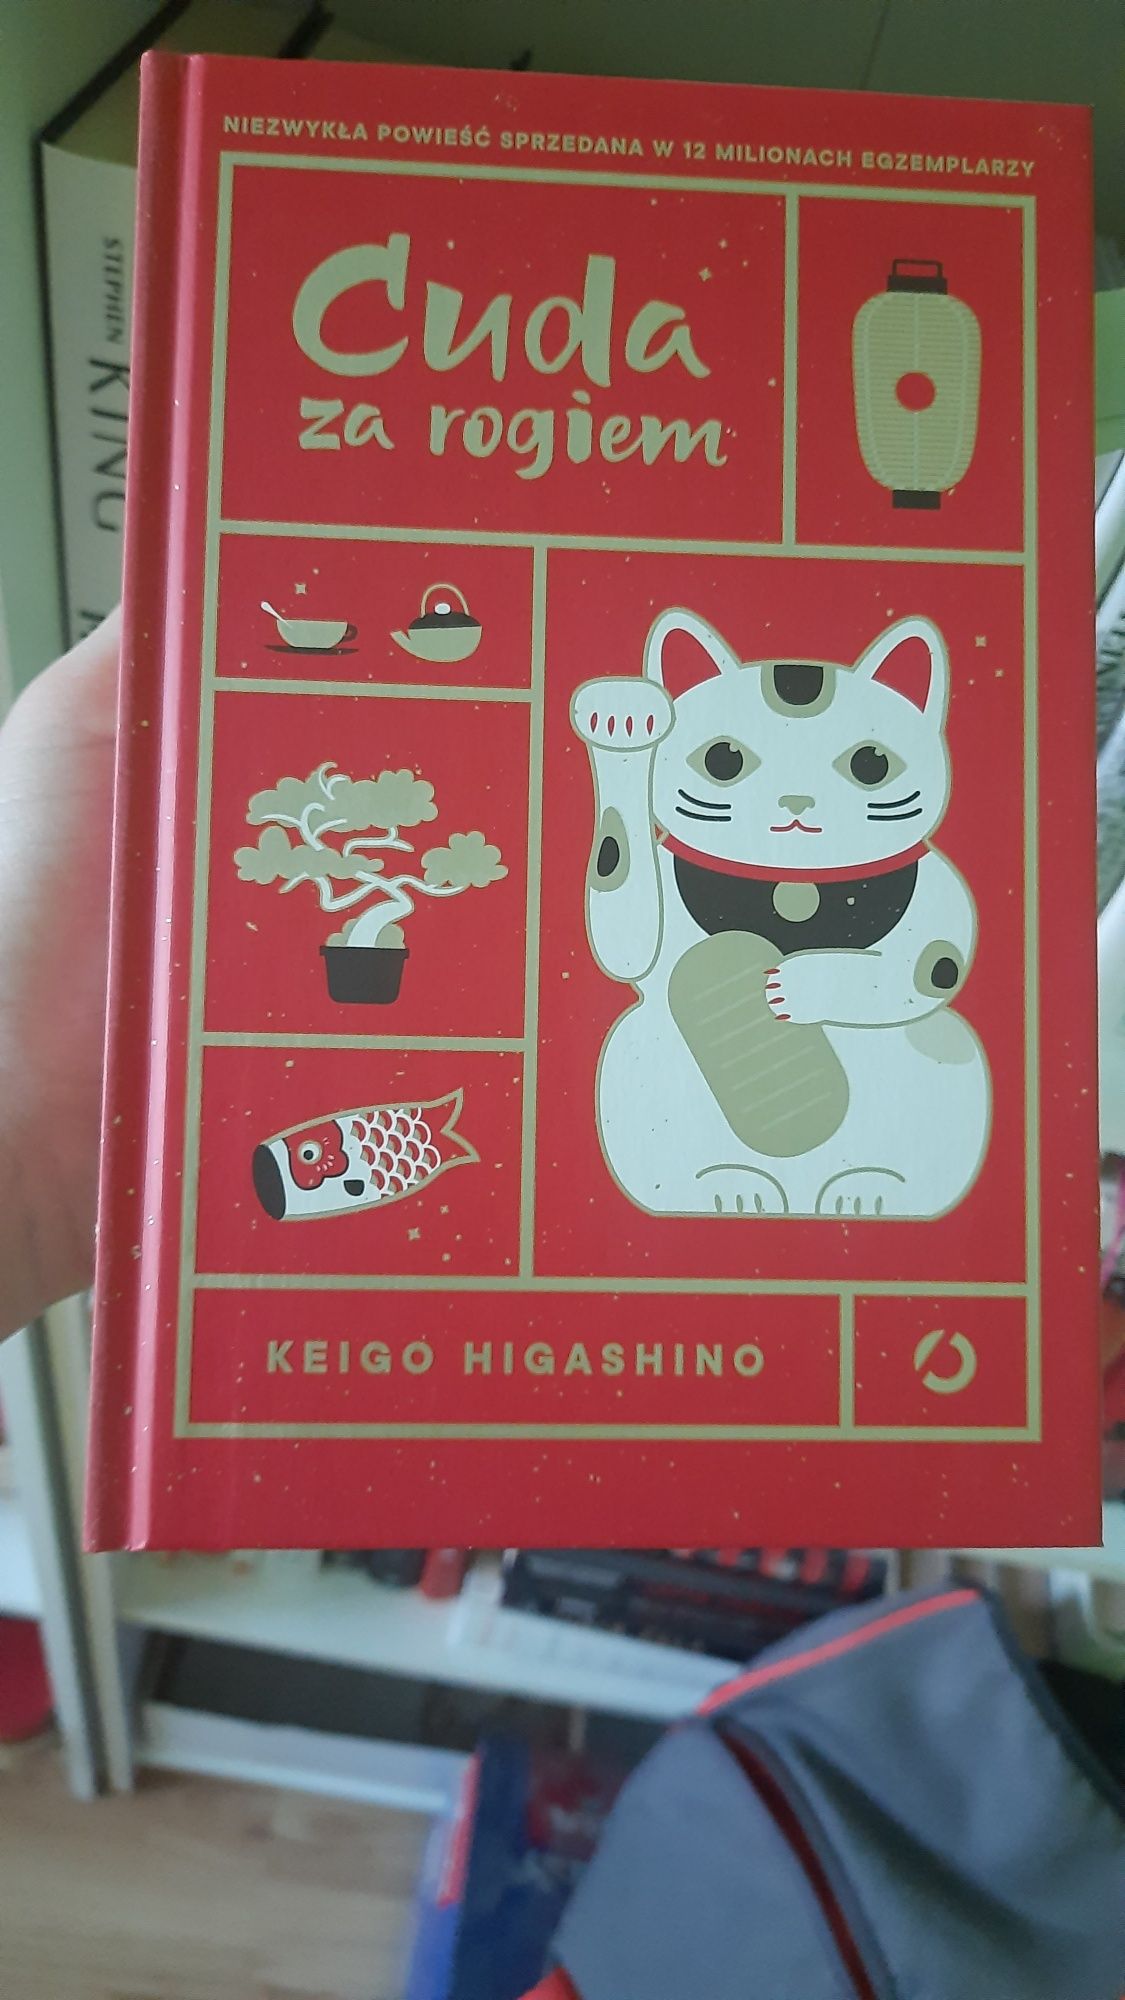 NIEZWYKŁA POWIEŚĆ SPRZEDANA W 12 MILIONACH EGZEMPLARZY
Cuda
za rogiem
KEIGO HIGASHINO
STEPHEN KING